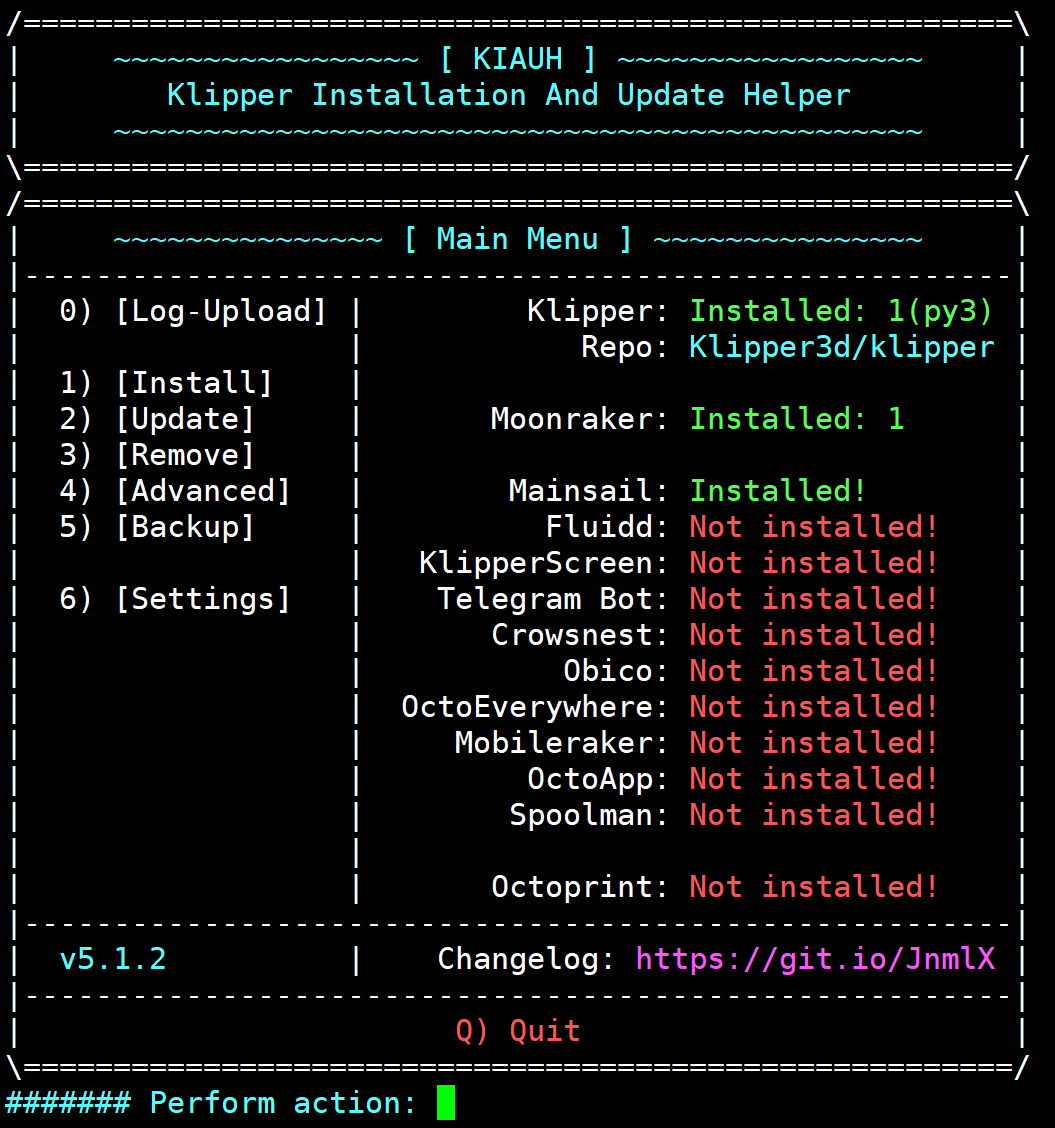 /=======================================================\
|     ~~~~~~~~~~~~~~~~~ [ KIAUH ] ~~~~~~~~~~~~~~~~~     |
|        Klipper Installation And Update Helper         |
|     ~~~~~~~~~~~~~~~~~~~~~~~~~~~~~~~~~~~~~~~~~~~~~     |
\=======================================================/
/=======================================================\
|     ~~~~~~~~~~~~~~~ [ Main Menu ] ~~~~~~~~~~~~~~~     |
|-------------------------------------------------------|
|  0) [Log-Upload] |         Klipper: Installed: 1(py3) |
|                  |            Repo: Klipper3d/klipper |
|  1) [Install]    |                                    |
|  2) [Update]     |       Moonraker: Installed: 1      |
|  3) [Remove]     |                                    |
|  4) [Advanced]   |        Mainsail: Installed!        |
|  5) [Backup]     |          Fluidd: Not installed!    |
|                  |   KlipperScreen: Not installed!    |
|  6) [Settings]   |    Telegram Bot: Not installed!    |
|                  |       Crowsnest: Not installed!    |
|                  |           Obico: Not installed!    |
|                  |  OctoEverywhere: Not installed!    |
|                  |     Mobileraker: Not installed!    |
|                  |         OctoApp: Not installed!    |
|                  |        Spoolman: Not installed!    |
|                  |                                    |
|                  |       Octoprint: Not installed!    |
|-------------------------------------------------------|
|  v5.1.2          |    Changelog: https://git.io/JnmlX |
|-------------------------------------------------------|
|                        Q) Quit                        |
\=======================================================/
####### Perform action: